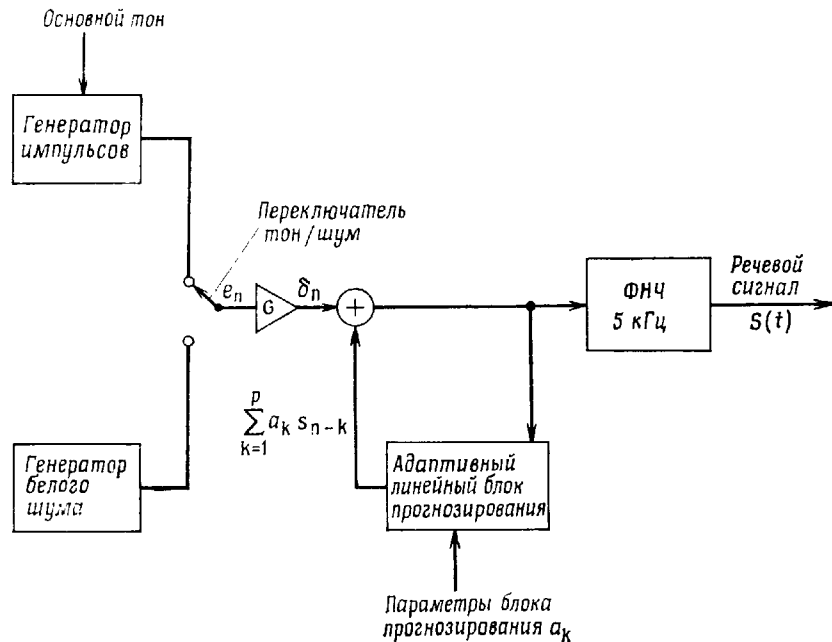 Основной тон
Генератор
импульсов
Переключатель
тон/шум
e_n
G
δ_n
+
ФНЧ
5 кГц
Речевой
сигнал
S(t)
p
∑ a_k s_{n-k}
k=1
Генератор
белого
шума
Адаптивный
линейный блок
прогнозирования
Параметры блока
прогнозирования a_k